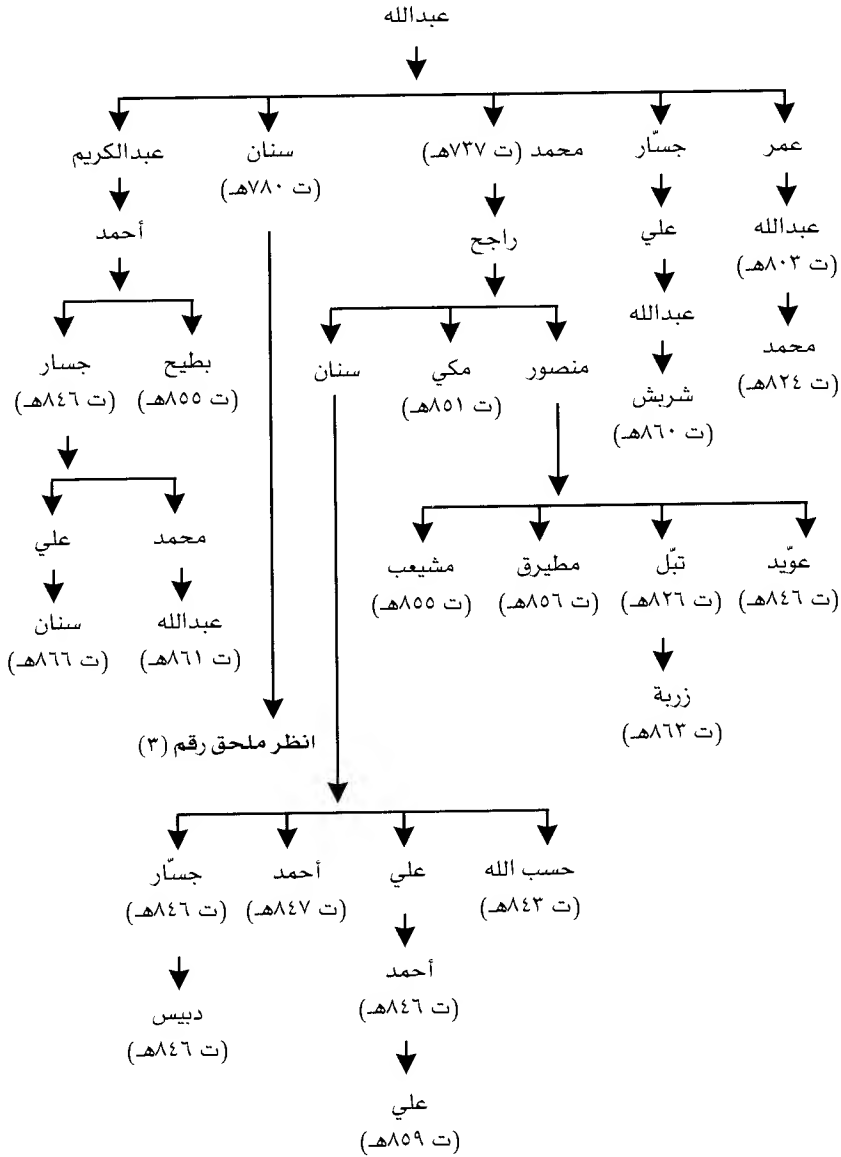 عبدالله
عمر
جسّار
محمد (ت ٧٣٧هـ)
سنان
(ت ٧٨٠هـ)
عبدالكريم
عبدالله
(ت ٨٠٣هـ)
علي
راجح
أحمد
محمد
(ت ٨٢٤هـ)
عبدالله
شربش
(ت ٨٦٠هـ)
منصور
مكي
(ت ٨٥١هـ)
سنان
بطيح
(ت ٨٥٥هـ)
جسار
(ت ٨٤٦هـ)
عوّيد
(ت ٨٤٦هـ)
تبّل
(ت ٨٢٦هـ)
مطيرق
(ت ٨٥٦هـ)
مشيعب
(ت ٨٥٥هـ)
محمد
علي
زربة
(ت ٨٦٣هـ)
عبدالله
(ت ٨٦١هـ)
سنان
(ت ٨٦٦هـ)
انظر ملحق رقم (٣)
حسب الله
(ت ٨٤٣هـ)
علي
أحمد
(ت ٨٤٧هـ)
جسّار
(ت ٨٤٦هـ)
أحمد
(ت ٨٤٦هـ)
دبيس
(ت ٨٤٦هـ)
علي
(ت ٨٥٩هـ)